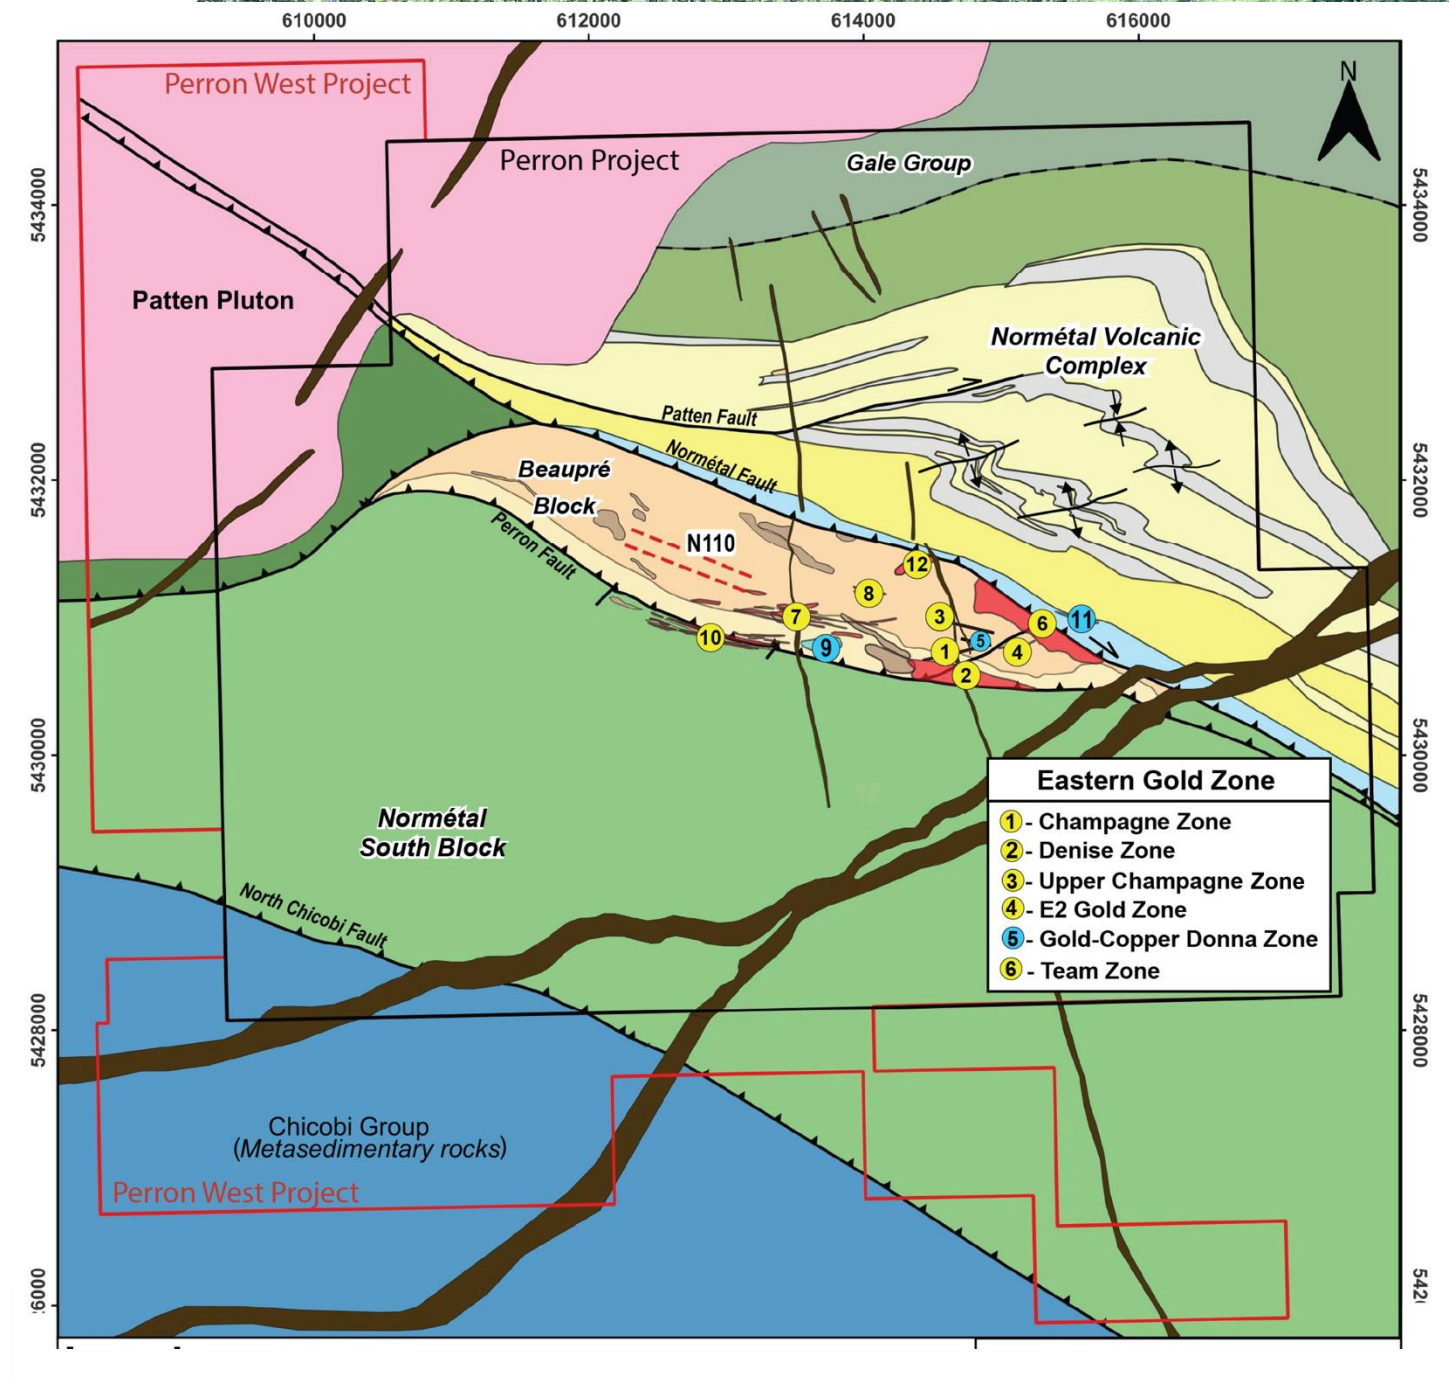 610000
612000
614000
616000
N
Perron West Project
Perron Project
Gale Group
5434000
5434000
Patten Pluton
Normétal Volcanic
Complex
Patten Fault
Normétal Fault
Beaupré
Block
5432000
5432000
Perron Fault
N110
12
8
7
3
6
11
10
9
1
5
4
2
5430000
5430000
Eastern Gold Zone
1 - Champagne Zone
2 - Denise Zone
3 - Upper Champagne Zone
4 - E2 Gold Zone
5 - Gold-Copper Donna Zone
6 - Team Zone
Normétal
South Block
North Chicobi Fault
5428000
5428000
Chicobi Group
(Metasedimentary rocks)
Perron West Project